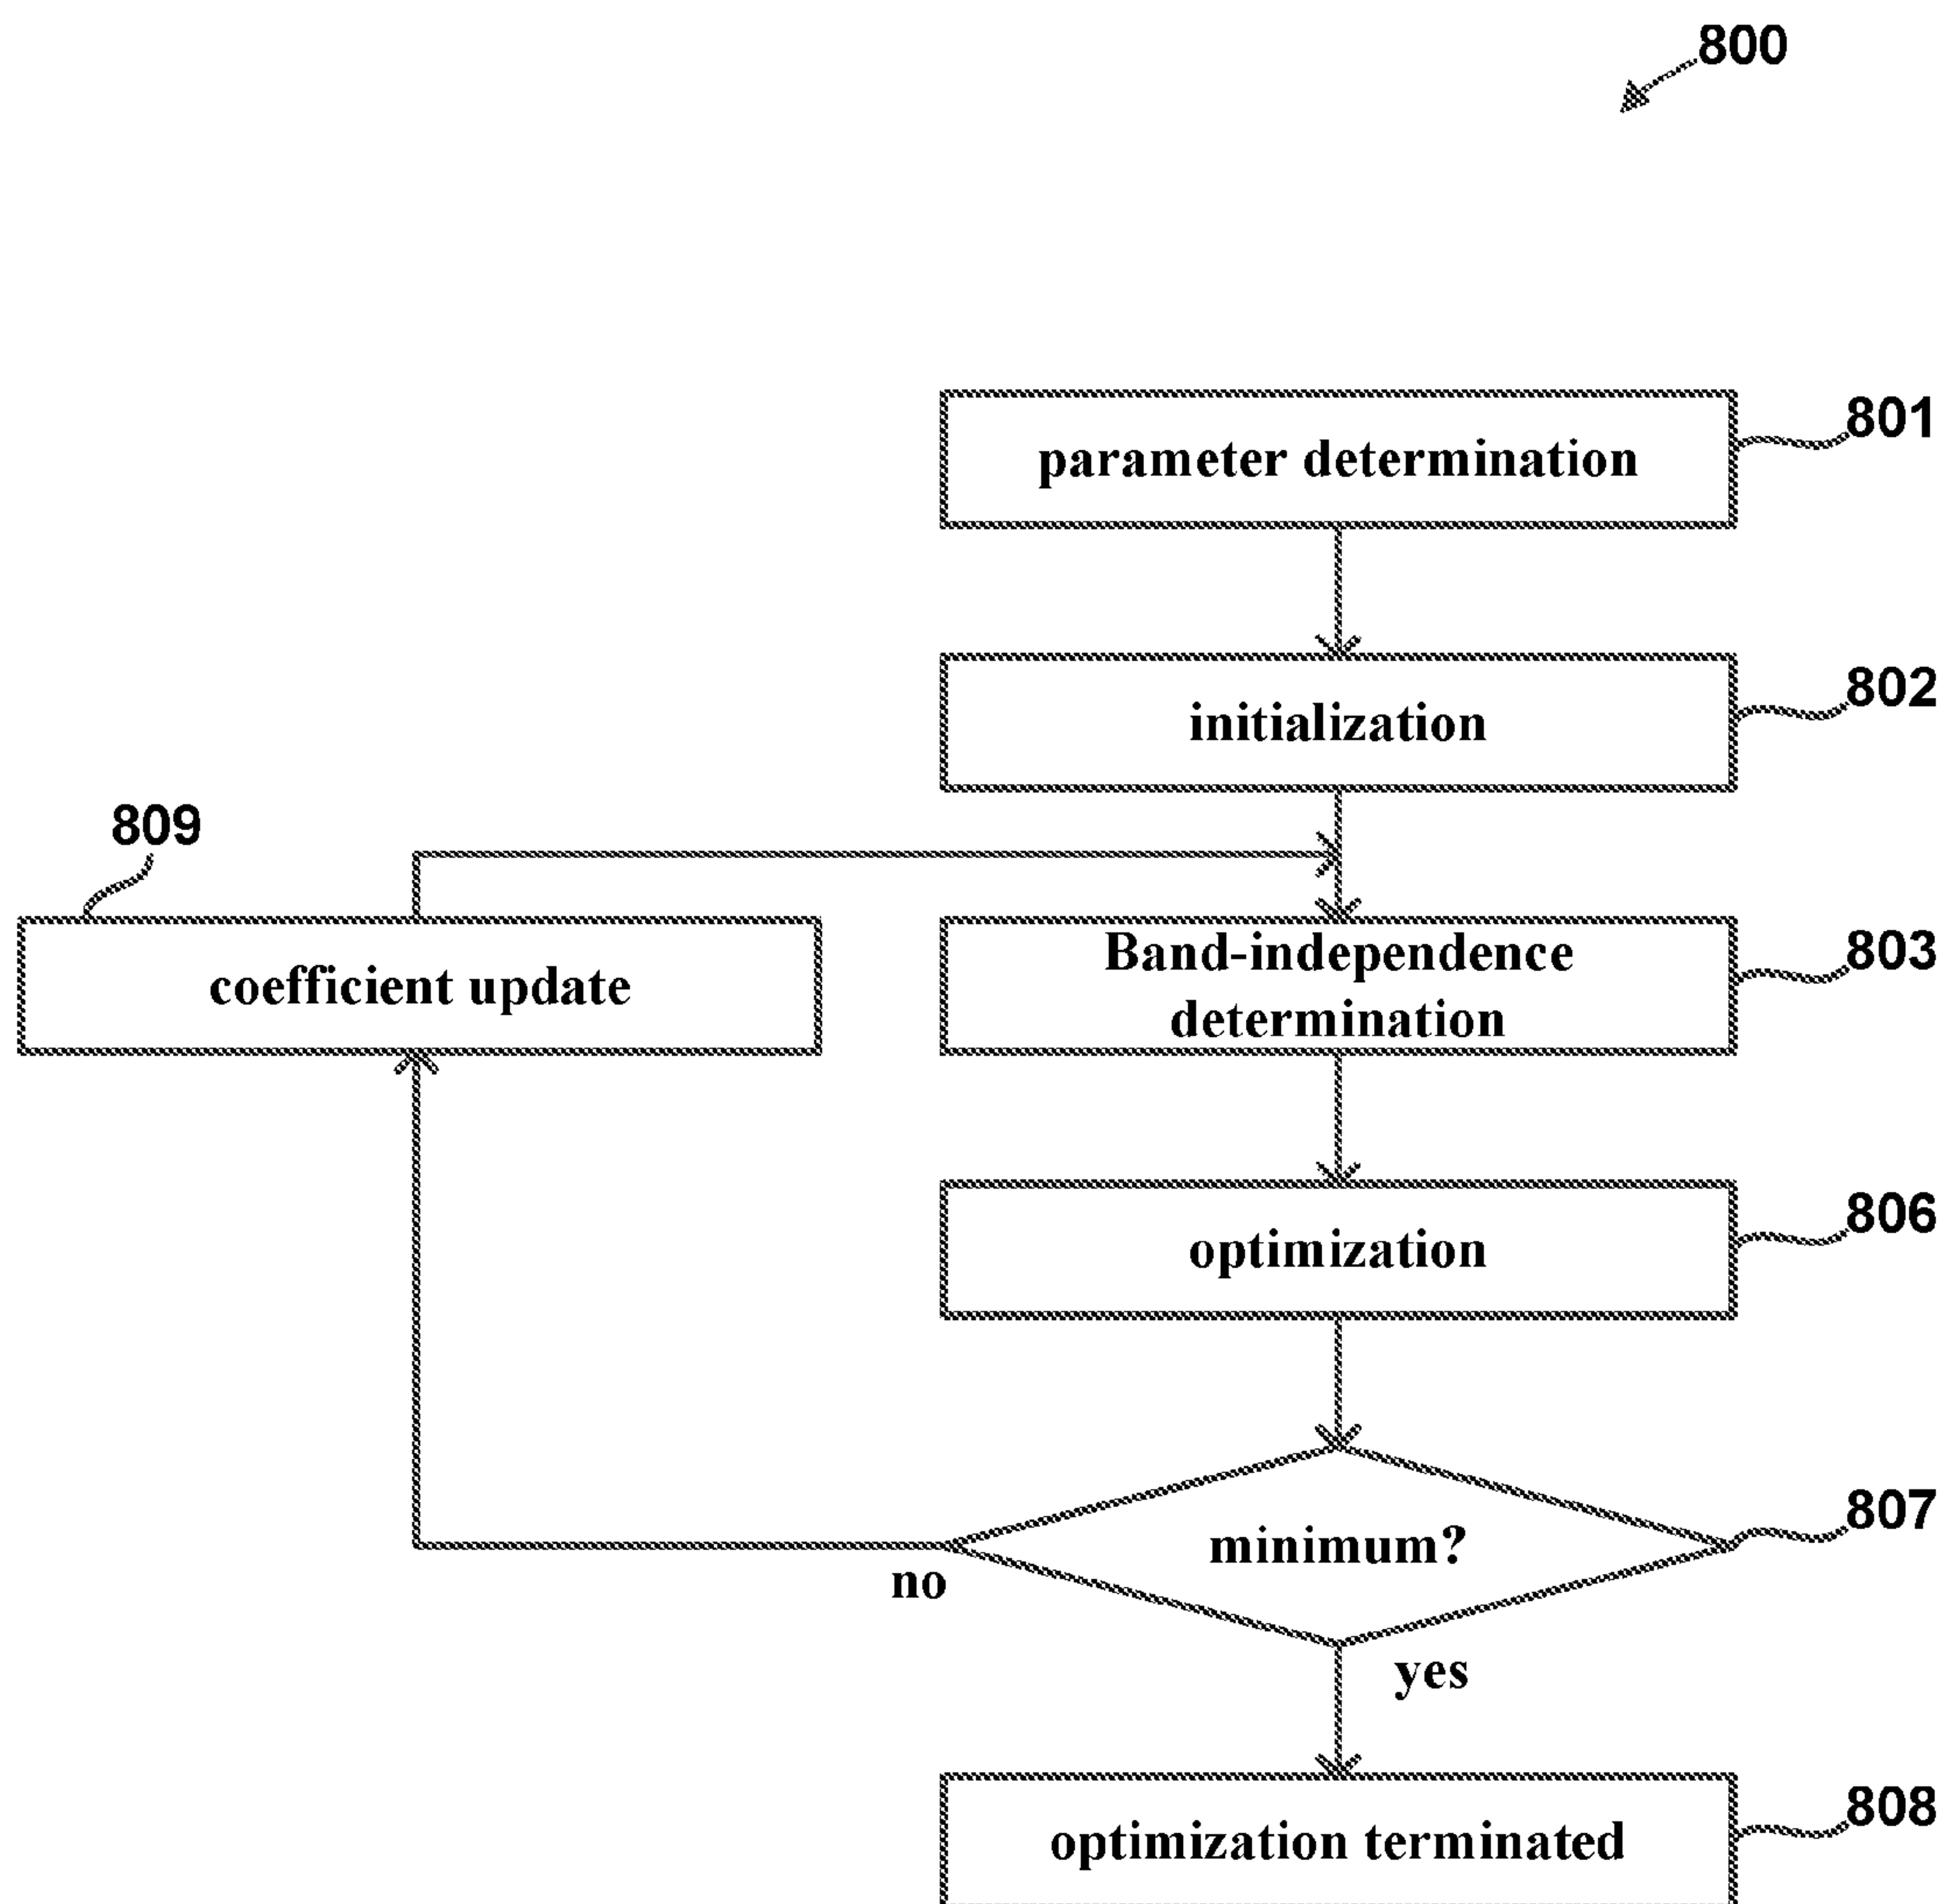 800
parameter determination
801
initialization
802
809
coefficient update
Band-independence
determination
803
optimization
806
minimum?
807
no
yes
optimization terminated
808